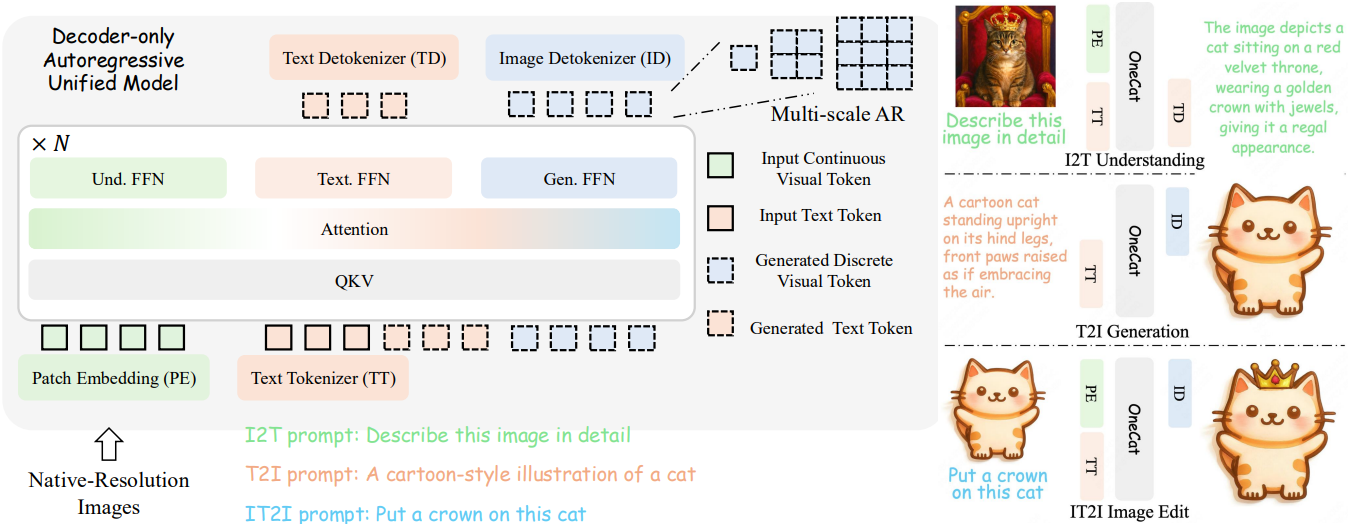 Decoder-only
Autoregressive
Unified Model
Text Detokenizer (TD)
Image Detokenizer (ID)
Multi-scale AR
× N
Und. FFN
Text. FFN
Gen. FFN
Attention
QKV
Input Continuous
Visual Token
Input Text Token
Generated Discrete
Visual Token
Generated Text Token
Patch Embedding (PE)
Text Tokenizer (TT)
Native-Resolution
Images
I2T prompt: Describe this image in detail
T2I prompt: A cartoon-style illustration of a cat
IT2I prompt: Put a crown on this cat
Describe this
image in detail
PE
TT
OneCat
TD
The image depicts a
cat sitting on a red
velvet throne,
wearing a golden
crown with jewels,
giving it a regal
appearance.
I2T Understanding
A cartoon cat
standing upright
on its hind legs,
front paws raised
as if embracing
the air.
TT
OneCat
ID
T2I Generation
Put a crown
on this cat
PE
TT
OneCat
ID
IT2I Image Edit